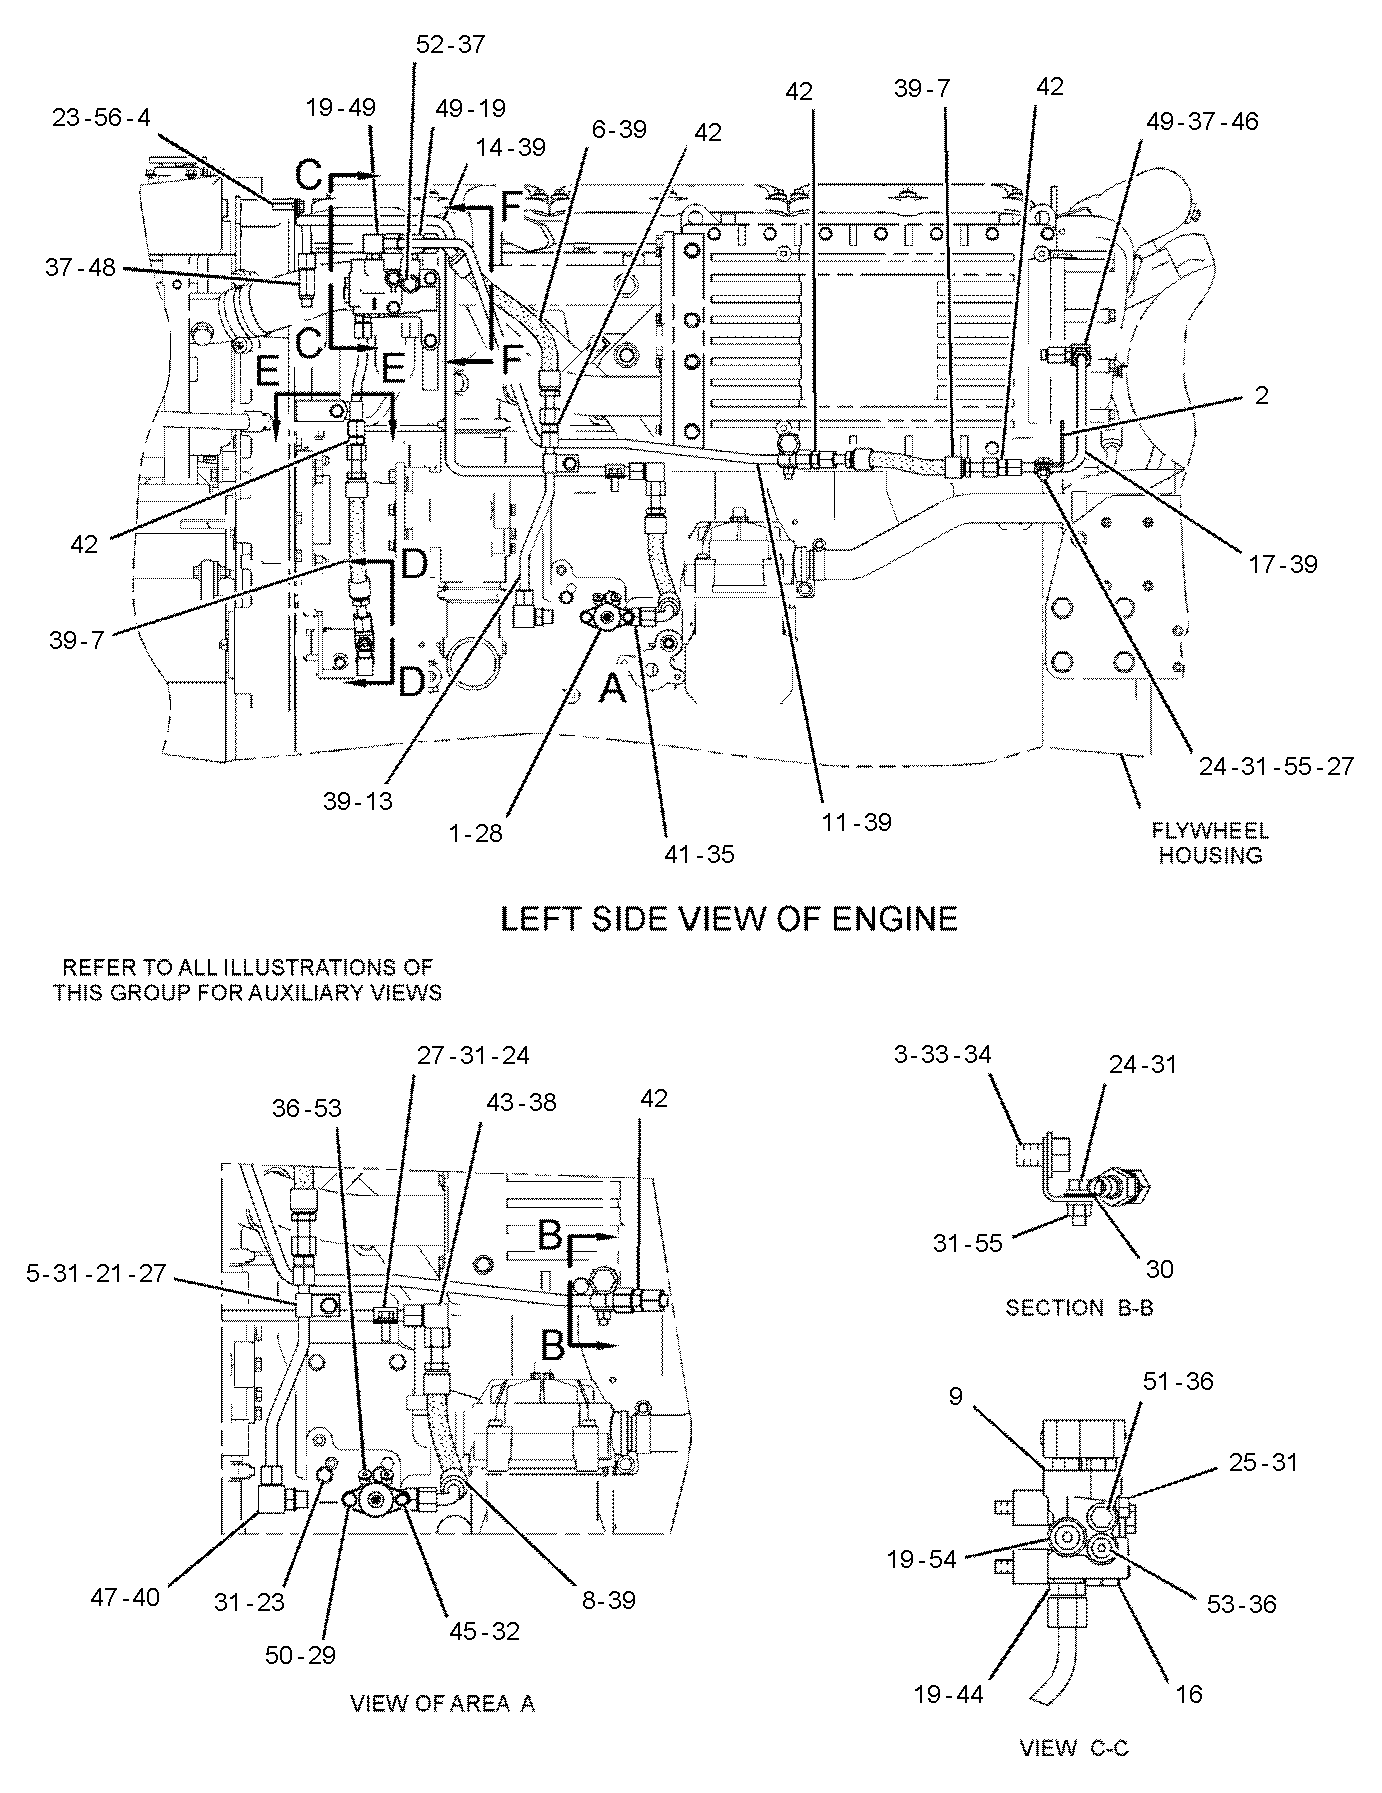 52-37
23-56-4
19-49
49-19
14-39
6-39
42
42
39-7
42
49-37-46
C
F
37-48
C
E
E
F
2
42
D
39-7
D
A
17-39
39-13
1-28
41-35
11-39
24-31-55-27
FLYWHEEL
HOUSING
LEFT SIDE VIEW OF ENGINE
REFER TO ALL ILLUSTRATIONS OF
THIS GROUP FOR AUXILIARY VIEWS
27-31-24
36-53
43-38
42
5-31-21-27
B
B
47-40
31-23
50-29
45-32
8-39
VIEW OF AREA A
3-33-34
24-31
31-55
30
SECTION B-B
9
51-36
25-31
19-54
53-36
19-44
16
VIEW C-C